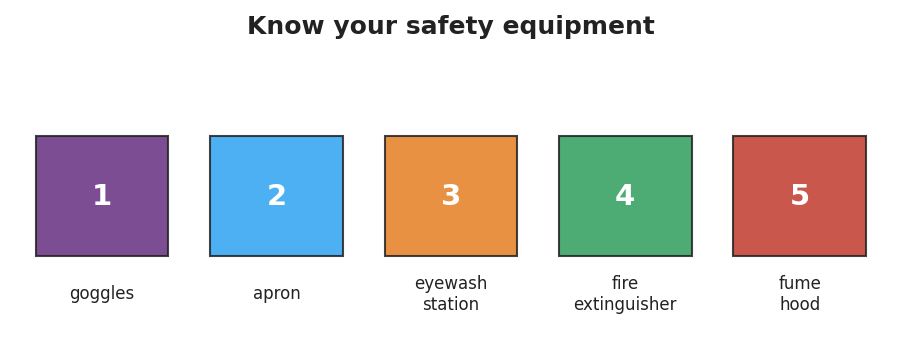 Know your safety equipment
1
2
3
4
5
goggles
apron
eyewash
station
fire
extinguisher
fume
hood